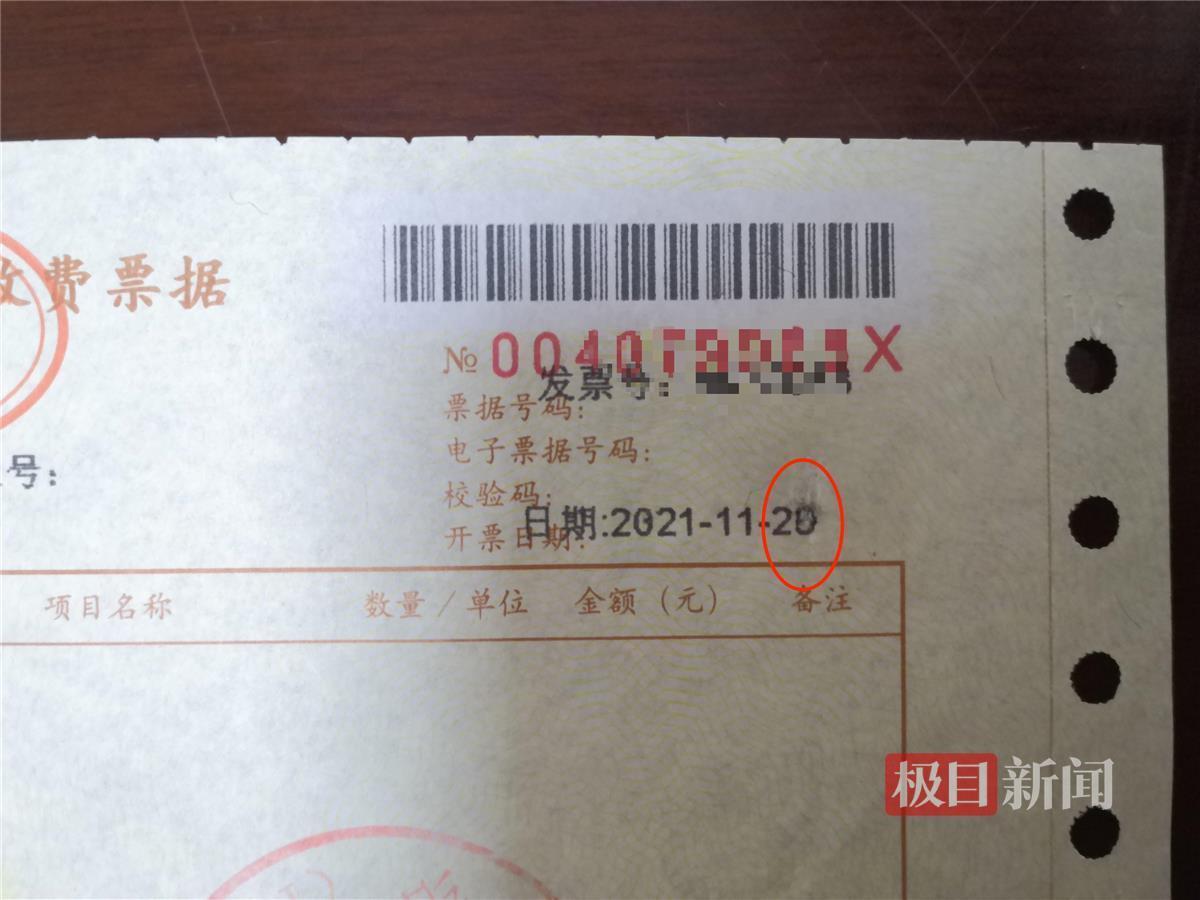 收费票据
№ 00407
X
发票号:
票据号码:
电子票据号码:
号:
校验码:
日期:2021-11-20
开票日期:
项目名称 数量/单位 金额(元) 备注
极目新闻